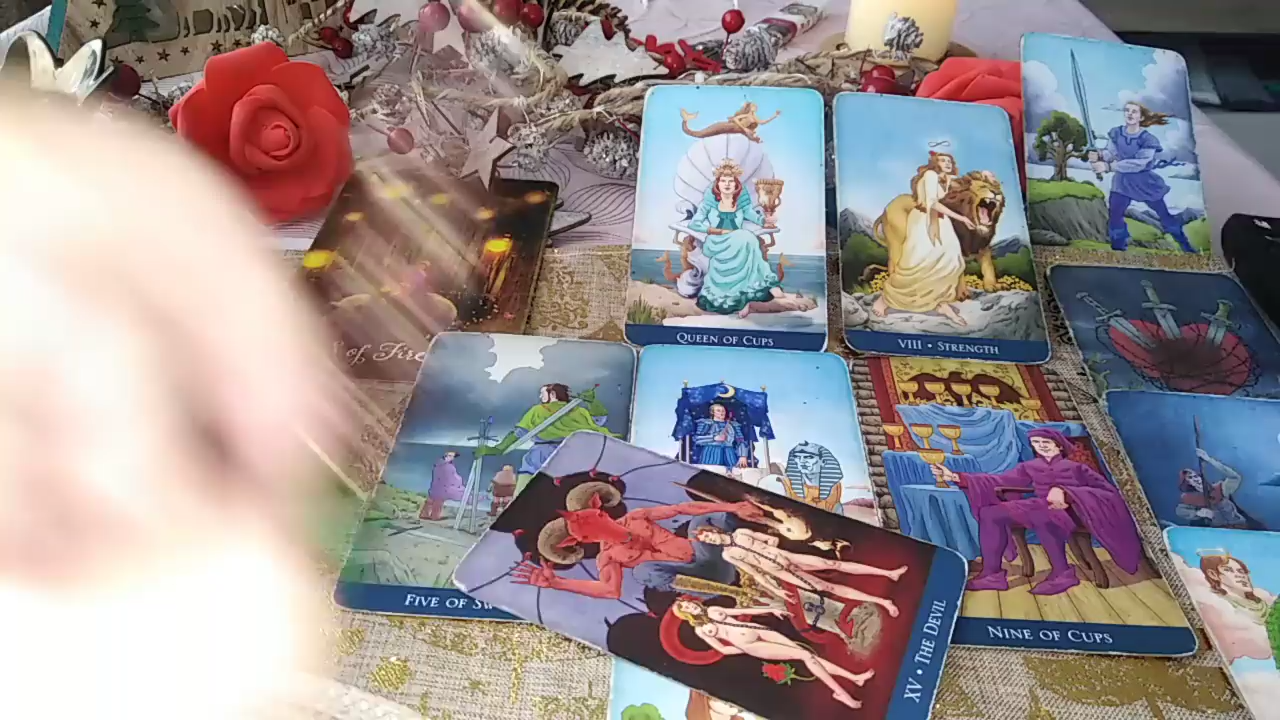 QUEEN OF CUPS
VIII • STRENGTH
of Fire
FIVE OF SW
XV • THE DEVIL
NINE OF CUPS